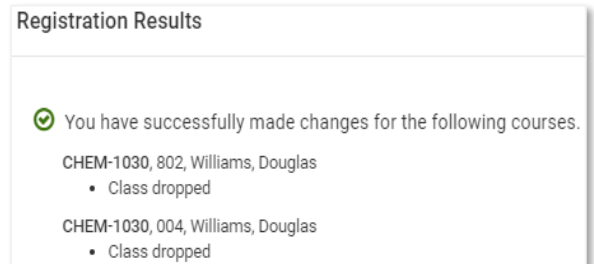 Registration Results
You have successfully made changes for the following courses.
CHEM-1030, 802, Williams, Douglas
• Class dropped
CHEM-1030, 004, Williams, Douglas
• Class dropped